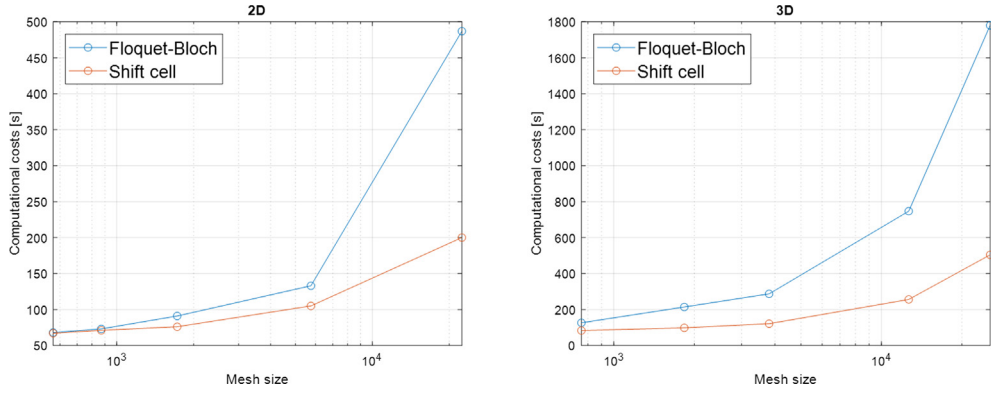 2D
500
450
400
350
300
250
200
150
100
50
Computational costs [s]
Floquet-Bloch
Shift cell
10^3
10^4
Mesh size
3D
1800
1600
1400
1200
1000
800
600
400
200
0
Computational costs [s]
Floquet-Bloch
Shift cell
10^3
10^4
Mesh size